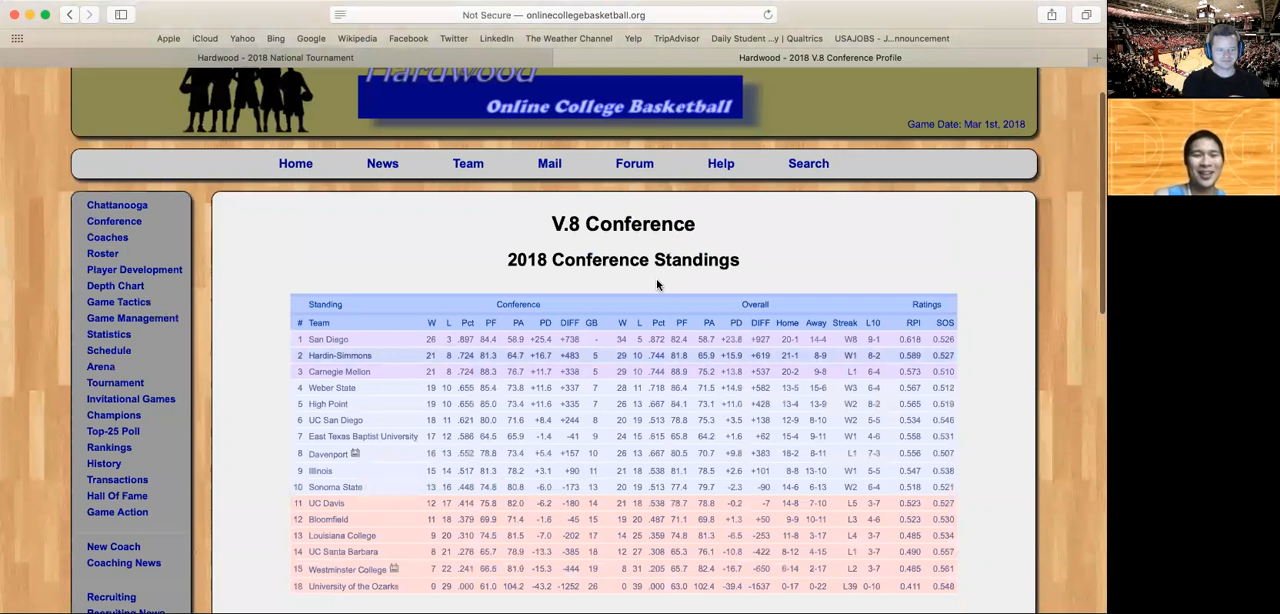 Not Secure — onlinecollegebasketball.org
Apple iCloud Yahoo Bing Google Wikipedia Facebook Twitter LinkedIn The Weather Channel Yelp TripAdvisor Daily Student ...y | Qualtrics USAJOBS - J...nnouncement
Hardwood - 2018 National Tournament Hardwood - 2018 V.8 Conference Profile
Hardwood
Online College Basketball
Game Date: Mar 1st, 2018
Home News Team Mail Forum Help Search
Chattanooga
Conference
Coaches
Roster
Player Development
Depth Chart
Game Tactics
Game Management
Statistics
Schedule
Arena
Tournament
Invitational Games
Champions
Top-25 Poll
Rankings
History
Transactions
Hall Of Fame
Game Action
New Coach
Coaching News
Recruiting
Recruiting News
V.8 Conference
2018 Conference Standings
Standing Conference Overall Ratings
# Team W L Pct PF PA PD DIFF GB W L Pct PF PA PD DIFF Home Away Streak L10 RPI SOS
1 San Diego 26 3 .897 84.4 58.9 +25.4 +738 - 34 5 .872 82.4 58.7 +23.8 +927 20-1 14-4 W8 9-1 0.618 0.526
2 Hardin-Simmons 21 8 .724 81.3 64.7 +16.7 +483 5 29 10 .744 81.8 65.9 +15.9 +619 21-1 8-9 W1 8-2 0.589 0.527
3 Carnegie Mellon 21 8 .724 88.3 76.7 +11.7 +338 5 29 10 .744 88.9 75.2 +13.8 +537 20-2 9-8 L1 6-4 0.573 0.510
4 Weber State 19 10 .655 85.4 73.8 +11.6 +337 7 28 11 .718 86.4 71.5 +14.9 +582 13-5 15-6 W3 6-4 0.567 0.512
5 High Point 19 10 .655 85.0 73.4 +11.6 +336 7 26 13 .667 84.1 73.1 +11.0 +428 13-4 13-9 W2 8-2 0.565 0.519
6 UC San Diego 18 11 .621 80.0 71.6 +8.4 +244 8 20 19 .513 78.8 75.3 +3.5 +138 12-9 8-10 W2 5-5 0.534 0.546
7 East Texas Baptist University 17 12 .586 64.5 65.9 -1.4 -41 9 24 15 .615 65.8 64.2 +1.6 +62 15-4 9-11 W1 4-6 0.558 0.531
8 Davenport 16 13 .552 78.8 73.4 +5.4 +157 10 26 13 .667 80.5 70.7 +9.8 +383 18-2 8-11 L1 7-3 0.556 0.507
9 Illinois 15 14 .517 81.3 78.2 +3.1 +90 11 21 18 .538 81.1 78.5 +2.6 +101 8-8 13-10 W1 5-5 0.547 0.538
10 Sonoma State 13 16 .448 74.8 80.8 -6.0 -173 13 20 19 .513 77.4 79.7 -2.3 -90 14-6 6-13 W2 6-4 0.518 0.521
11 UC Davis 12 17 .414 75.8 82.0 -6.2 -180 14 21 18 .538 78.7 78.8 -0.2 -7 14-8 7-10 L5 3-7 0.523 0.527
12 Bloomfield 11 18 .379 69.9 71.4 -1.6 -45 15 19 20 .487 71.1 69.8 +1.3 +50 9-9 10-11 L3 4-6 0.523 0.530
13 Louisiana College 9 20 .310 74.5 81.5 -7.0 -202 17 14 25 .359 74.8 81.3 -6.5 -253 11-8 3-17 L4 3-7 0.485 0.534
14 UC Santa Barbara 8 21 .276 65.7 78.9 -13.3 -385 18 12 27 .308 65.3 76.1 -10.8 -422 8-12 4-15 L1 3-7 0.490 0.557
15 Westminster College 7 22 .241 66.6 81.9 -15.3 -444 19 8 31 .205 65.7 82.4 -16.7 -650 6-14 2-17 L2 3-7 0.485 0.561
16 University of the Ozarks 0 29 .000 61.0 104.2 -43.2 -1252 26 0 39 .000 63.0 102.4 -39.4 -1537 0-17 0-22 L39 0-10 0.411 0.548